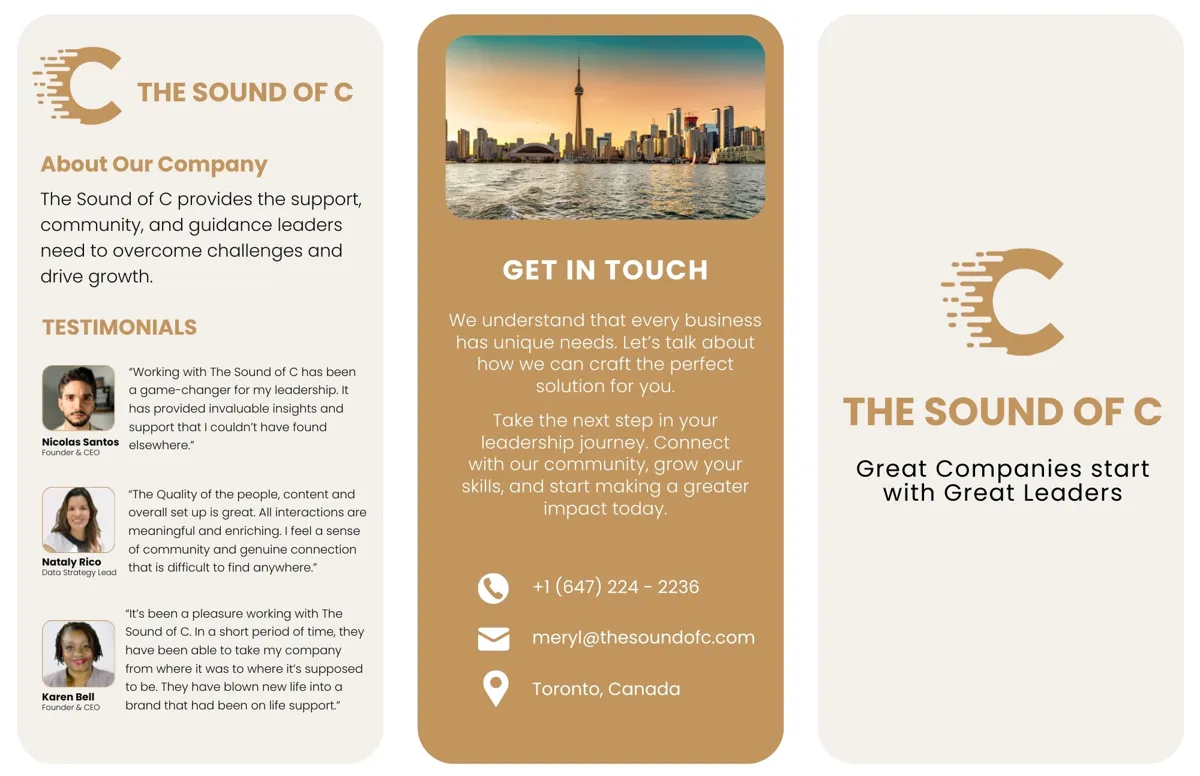 THE SOUND OF C
About Our Company
The Sound of C provides the support,
community, and guidance leaders
need to overcome challenges and
drive growth.
TESTIMONIALS
"Working with The Sound of C has been
a game-changer for my leadership. It
has provided invaluable insights and
support that I couldn't have found
elsewhere."
Nicolas Santos
Founder & CEO
"The Quality of the people, content and
overall set up is great. All interactions are
meaningful and enriching. I feel a sense
of community and genuine connection
that is difficult to find anywhere."
Nataly Rico
Data Strategy Lead
"It's been a pleasure working with The
Sound of C. In a short period of time, they
have been able to take my company
from where it was to where it's supposed
to be. They have blown new life into a
brand that had been on life support."
Karen Bell
Founder & CEO
GET IN TOUCH
We understand that every business
has unique needs. Let's talk about
how we can craft the perfect
solution for you.
Take the next step in your
leadership journey. Connect
with our community, grow your
skills, and start making a greater
impact today.
+1 (647) 224 - 2236
meryl@thesoundofc.com
Toronto, Canada
C
THE SOUND OF C
Great Companies start
with Great Leaders